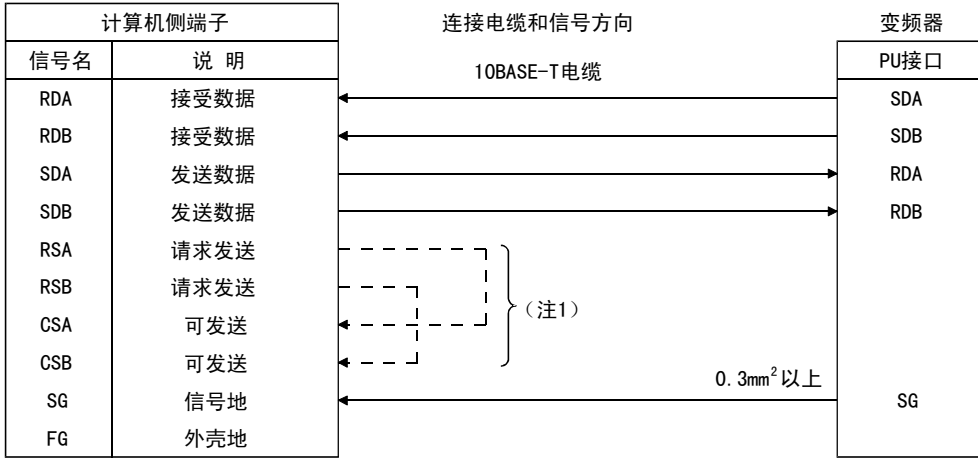 计算机侧端子 连接电缆和信号方向 变频器
信号名 说 明 10BASE-T电缆 PU接口
RDA 接受数据 SDA
RDB 接受数据 SDB
SDA 发送数据 RDA
SDB 发送数据 RDB
RSA 请求发送
RSB 请求发送
(注1)
CSA 可发送
CSB 可发送
0.3mm²以上
SG 信号地 SG
FG 外壳地